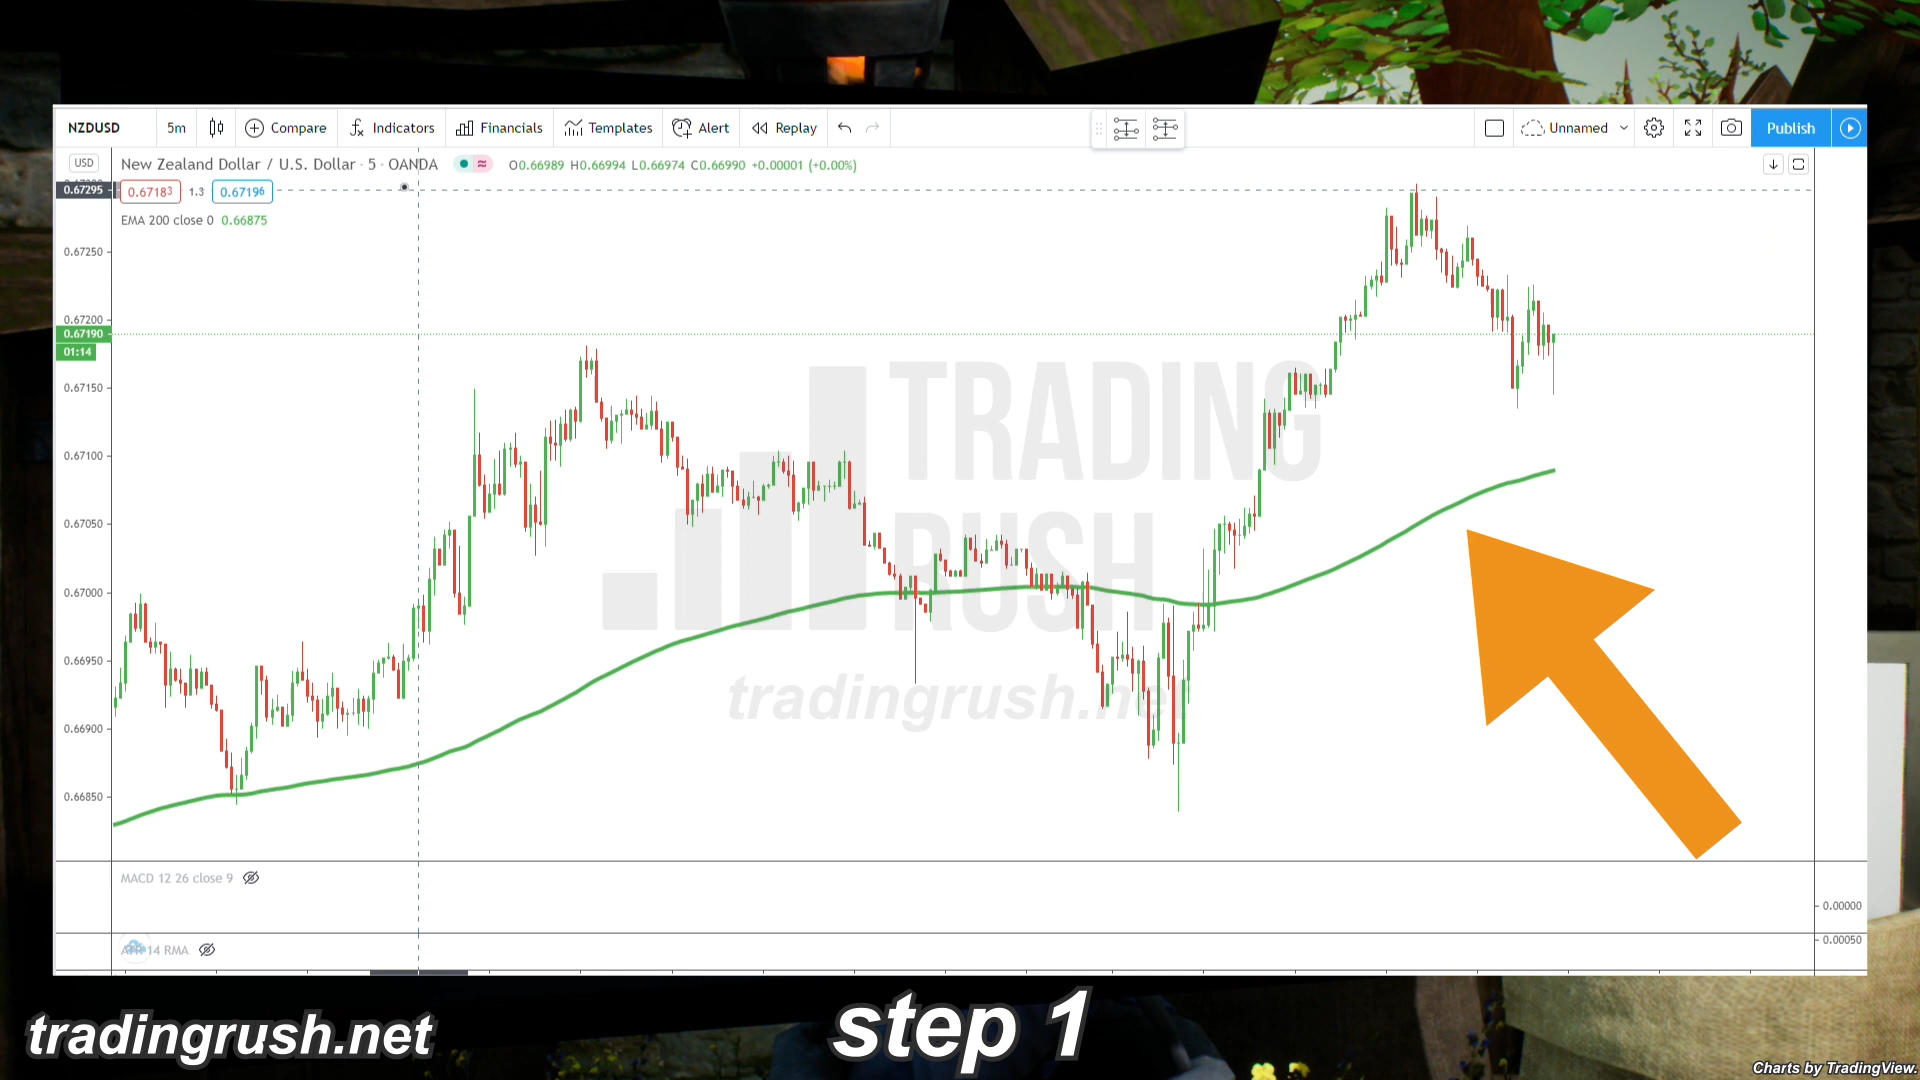 NZDUSD 5m Compare Indicators Financials Templates Alert Replay Unnamed Publish
USD New Zealand Dollar / U.S. Dollar · 5 · OANDA O0.66989 H0.66994 L0.66974 C0.66990 +0.00001 (+0.00%)
0.67295 0.67183 1.3 0.67196
EMA 200 close 0 0.66875
0.67250
0.67200
0.67190
01:14
0.67150
0.67100
0.67050
0.67000
0.66950
0.66900
0.66850
TRADING
RUSH
tradingrush.net
MACD 12 26 close 9
0.00000
ATR 14 RMA
0.00050
tradingrush.net
step 1
Charts by TradingView.